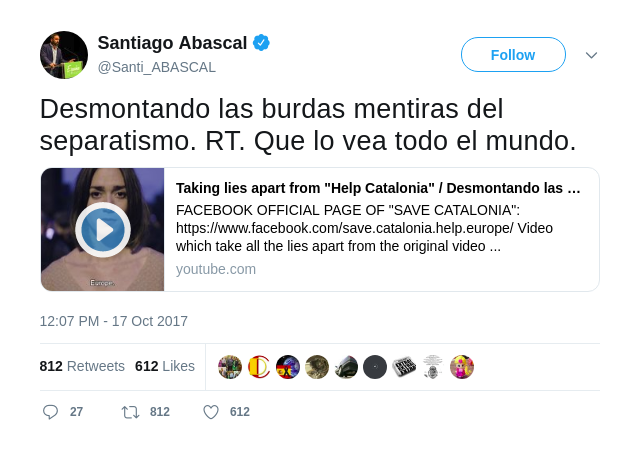 Santiago Abascal
@Santi_ABASCAL
Follow
Desmontando las burdas mentiras del
separatismo. RT. Que lo vea todo el mundo.
Taking lies apart from "Help Catalonia" / Desmontando las ...
FACEBOOK OFFICIAL PAGE OF "SAVE CATALONIA":
https://www.facebook.com/save.catalonia.help.europe/ Video
which take all the lies apart from the original video ...
youtube.com
Europe.
12:07 PM - 17 Oct 2017
812 Retweets 612 Likes
27 812 612